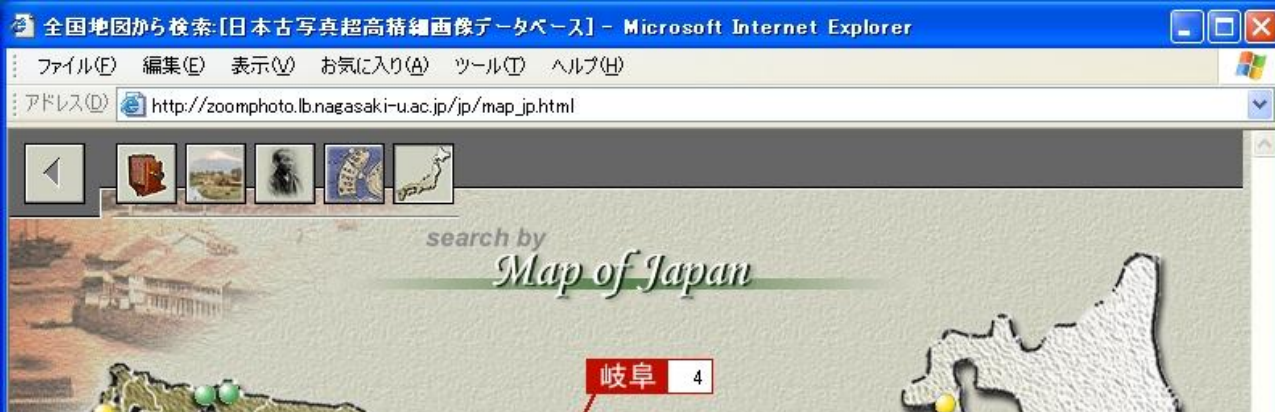 全国地図から検索:[日本古写真超高精細画像データベース] - Microsoft Internet Explorer
ファイル(F) 編集(E) 表示(V) お気に入り(A) ツール(T) ヘルプ(H)
アドレス(D) http://zoomphoto.lb.nagasaki-u.ac.jp/jp/map_jp.html
search by
Map of Japan
岐阜 4